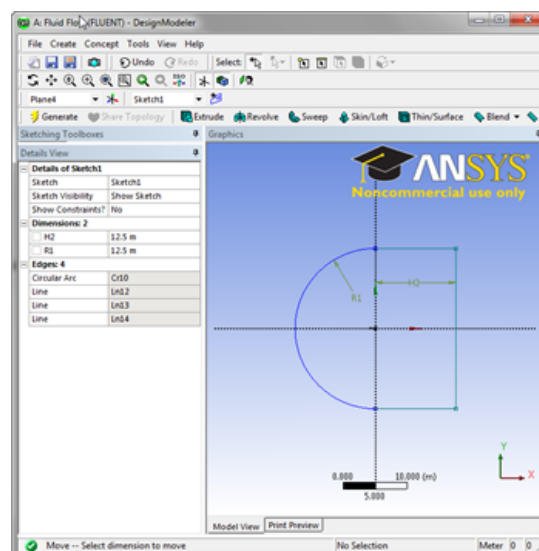 A: Fluid Flow (FLUENT) - DesignModeler
File Create Concept Tools View Help
Undo Redo Select:
Plane4 Sketch1
Generate Share Topology Extrude Revolve Sweep Skin/Loft Thin/Surface Blend
Sketching Toolboxes
Details View
Details of Sketch1
Sketch Sketch1
Sketch Visibility Show Sketch
Show Constraints? No
Dimensions: 2
H2 12.5 m
R1 12.5 m
Edges: 4
Circular Arc Cr10
Line Ln12
Line Ln13
Line Ln14
Graphics
ANSYS
Noncommercial use only
R1
H2
0.000 10.000 (m)
5.000
Y
X
Model View Print Preview
Move -- Select dimension to move No Selection Meter 0 0